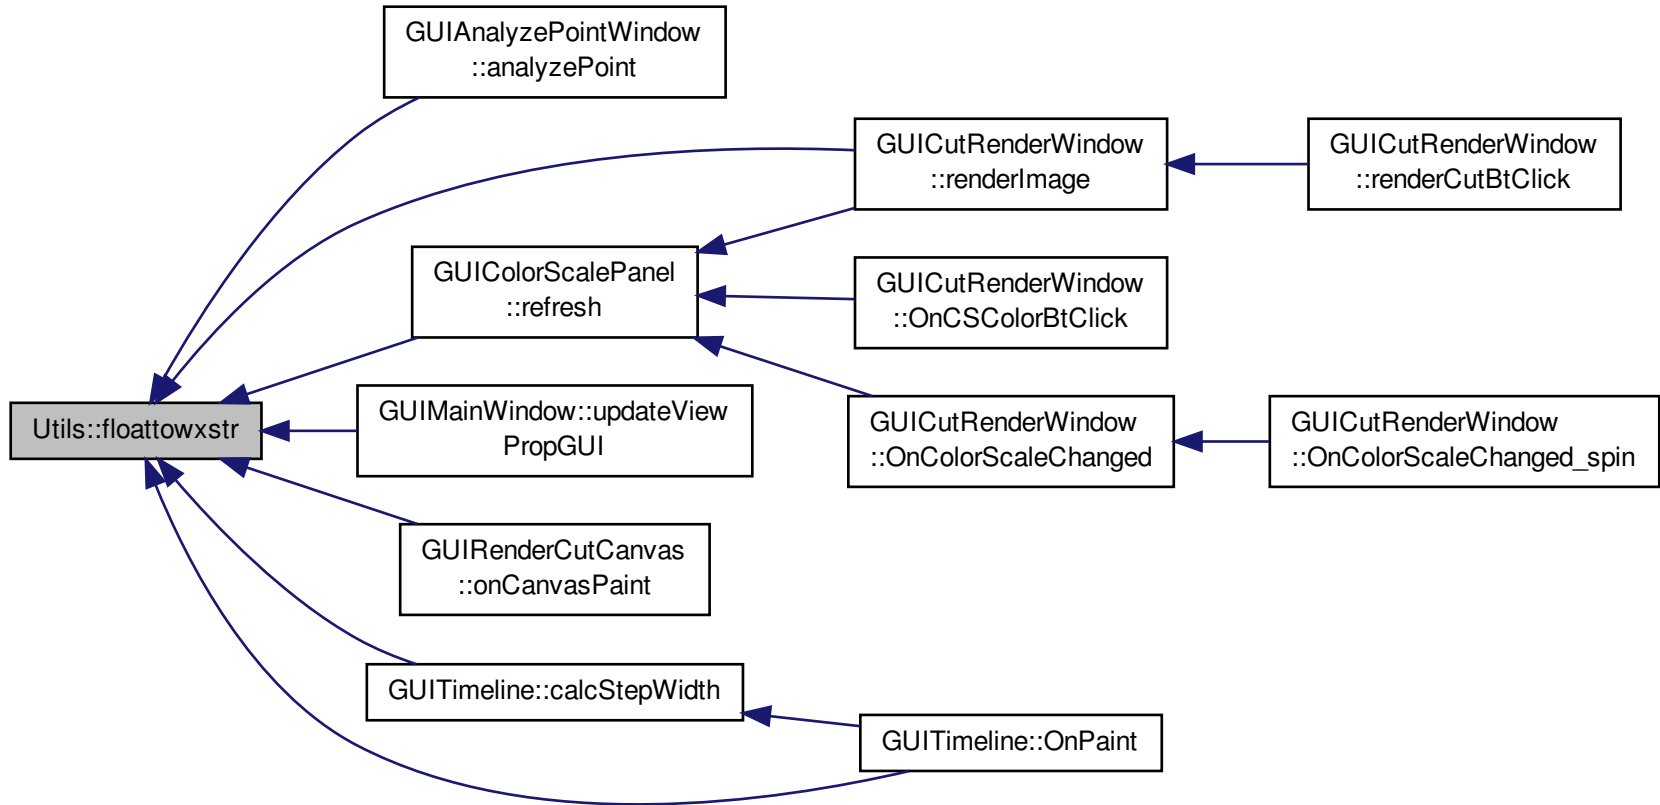 GUIAnalyzePointWindow
::analyzePoint
GUICutRenderWindow
::renderImage
GUICutRenderWindow
::renderCutBtClick
GUIColorScalePanel
::refresh
GUICutRenderWindow
::OnCSColorBtClick
Utils::floattowxstr
GUIMainWindow::updateView
PropGUI
GUICutRenderWindow
::OnColorScaleChanged
GUICutRenderWindow
::OnColorScaleChanged_spin
GUIRenderCutCanvas
::onCanvasPaint
GUITimeline::calcStepWidth
GUITimeline::OnPaint